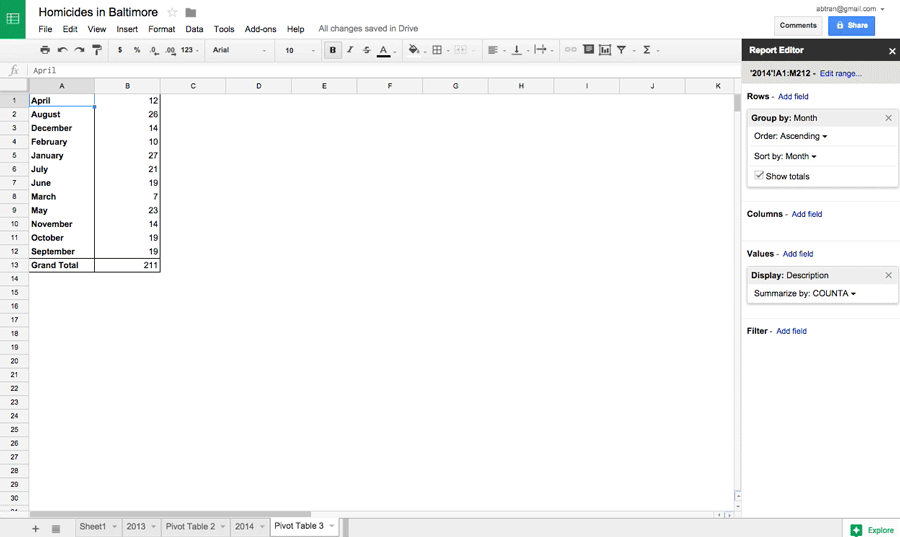 Homicides in Baltimore
abtran@gmail.com
File Edit View Insert Format Data Tools Add-ons Help All changes saved in Drive
Comments Share
$ % .0 .00 123 Arial 10 B I S A Σ
Report Editor
fx April
'2014'!A1:M212 - Edit range...
A B C D E F G H I J K
Rows - Add field
1 April 12
2 August 26
3 December 14
4 February 10
5 January 27
6 July 21
7 June 19
8 March 7
9 May 23
10 November 14
11 October 19
12 September 19
13 Grand Total 211
14
15
16
17
18
19
20
21
22
23
24
25
26
27
28
29
30
Group by: Month
Order: Ascending
Sort by: Month
Show totals
Columns - Add field
Values - Add field
Display: Description
Summarize by: COUNTA
Filter - Add field
Sheet1 2013 Pivot Table 2 2014 Pivot Table 3
Explore